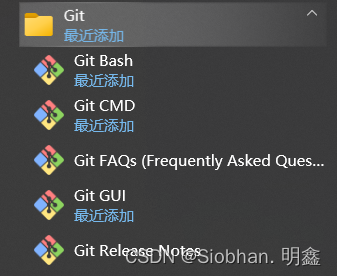 Git
最近添加
Git Bash
最近添加
Git CMD
最近添加
Git FAQs (Frequently Asked Ques...
Git GUI
最近添加
Git Release Notes
CSDN @Siobhan. 明鑫